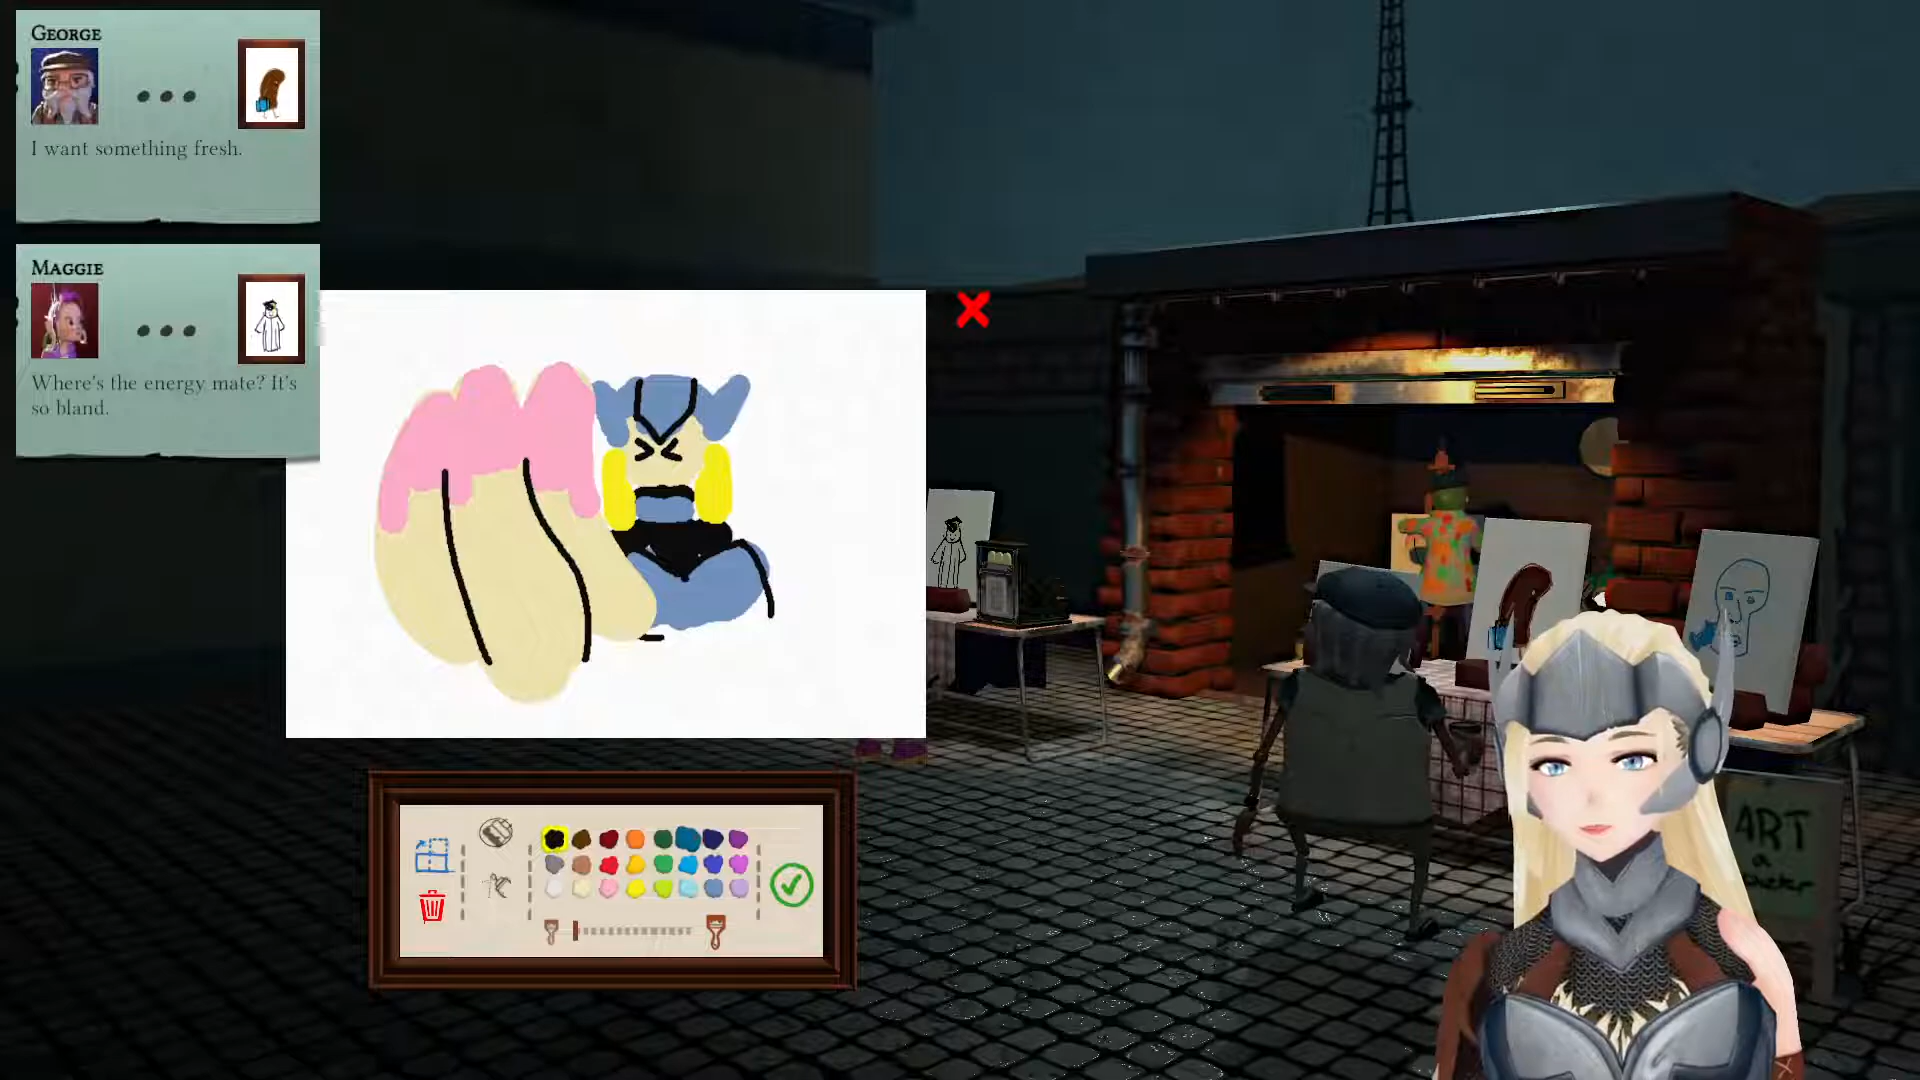 GEORGE
I want something fresh.
MAGGIE
Where's the energy mate? It's
so bland.
ART
a